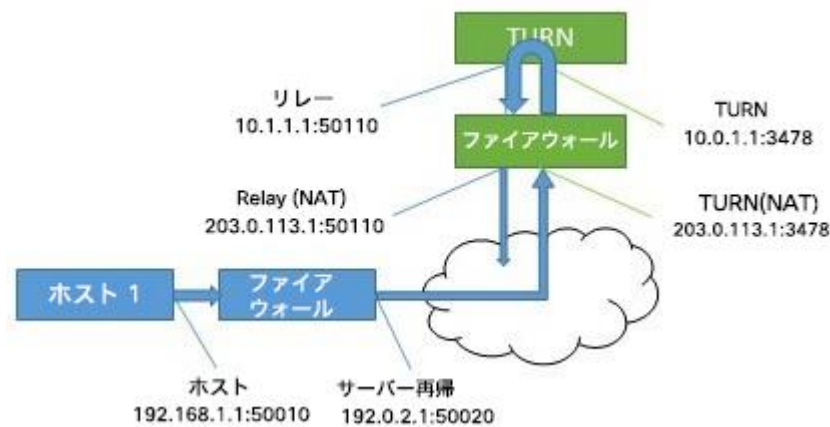 TURN
リレー
10.1.1.1:50110
TURN
10.0.1.1:3478
ファイアウォール
Relay (NAT)
203.0.113.1:50110
TURN(NAT)
203.0.113.1:3478
ホスト 1
ファイア
ウォール
ホスト
192.168.1.1:50010
サーバー再帰
192.0.2.1:50020